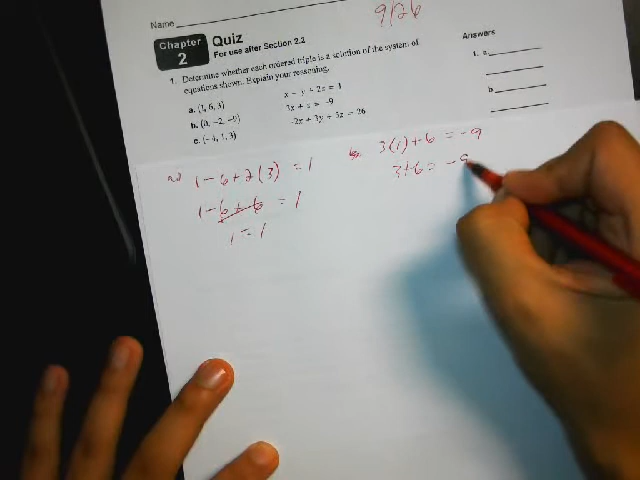 9/26
Name
Chapter 2
Quiz
For use after Section 2.2
Answers
1. Determine whether each ordered triple is a solution of the system of
equations shown. Explain your reasoning.
a. (1, 6, 3)
b. (0, -2, -9)
c. (-4, 1, 3)
x - y + 2z = 1
3x + z = -9
-2x + 3y + 5z = 26
1. a.
b.
a)
1 - 6 + 2(3) = 1
1 - 6 + 6 = 1
1 = 1
3(1) + 6 = -9
3 + 6 = -9